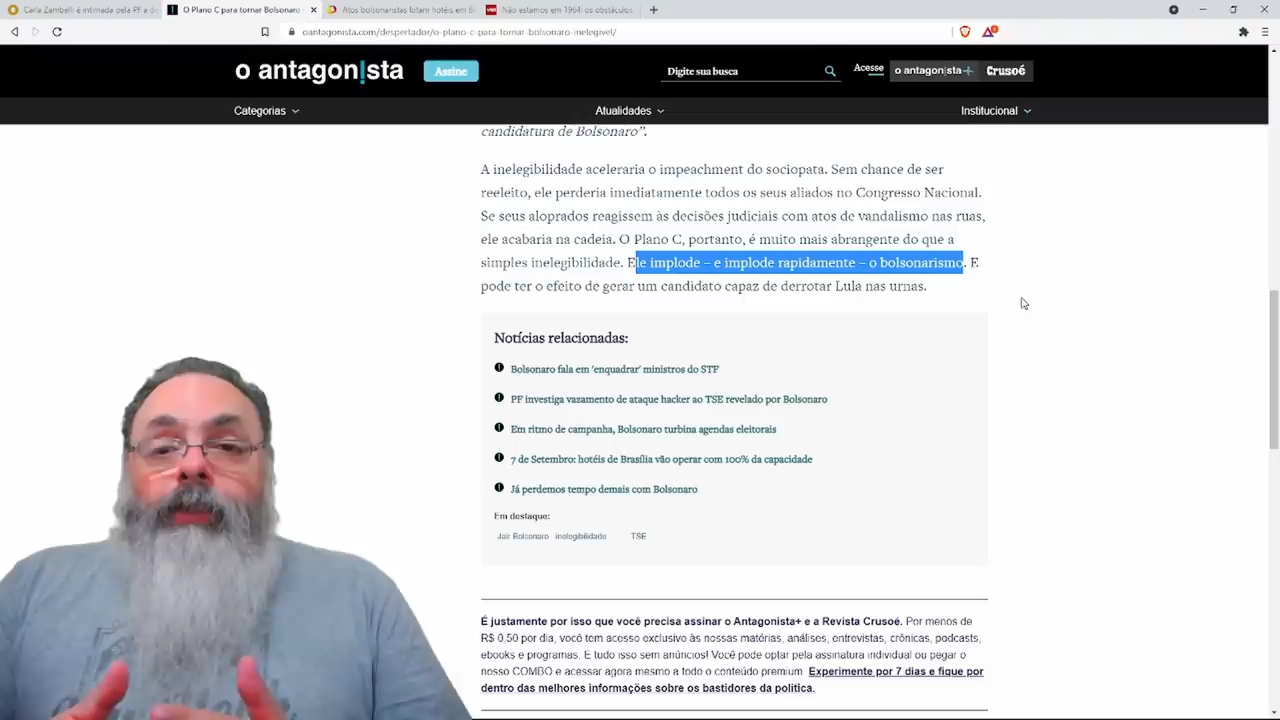 Carla Zambelli é intimada pela PF a d
O Plano C para tornar Bolsonaro
Atos bolsonaristas lotam hotéis em B
Não estamos em 1964: os obstáculos
oantagonista.com/despertador/o-plano-c-para-tornar-bolsonaro-inelegivel/
o antagon!sta
Assine
Digite sua busca
Acesse
o antagon|sta+
Crusoé
Categorias
Atualidades
Institucional
candidatura de Bolsonaro”.
A inelegibilidade aceleraria o impeachment do sociopata. Sem chance de ser
reeleito, ele perderia imediatamente todos os seus aliados no Congresso Nacional.
Se seus aloprados reagissem às decisões judiciais com atos de vandalismo nas ruas,
ele acabaria na cadeia. O Plano C, portanto, é muito mais abrangente do que a
simples inelegibilidade. Ele implode – e implode rapidamente – o bolsonarismo. E
pode ter o efeito de gerar um candidato capaz de derrotar Lula nas urnas.
Notícias relacionadas:
Bolsonaro fala em 'enquadrar' ministros do STF
PF investiga vazamento de ataque hacker ao TSE revelado por Bolsonaro
Em ritmo de campanha, Bolsonaro turbina agendas eleitorais
7 de Setembro: hotéis de Brasília vão operar com 100% da capacidade
Já perdemos tempo demais com Bolsonaro
Em destaque:
Jair Bolsonaro inelegibilidade TSE
É justamente por isso que você precisa assinar o Antagonista+ e a Revista Crusoé. Por menos de
R$ 0,50 por dia, você tem acesso exclusivo às nossas matérias, análises, entrevistas, crônicas, podcasts,
ebooks e programas. E tudo isso sem anúncios! Você pode optar pela assinatura individual ou pegar o
nosso COMBO e acessar agora mesmo a todo o conteúdo premium. Experimente por 7 dias e fique por
dentro das melhores informações sobre os bastidores da política.